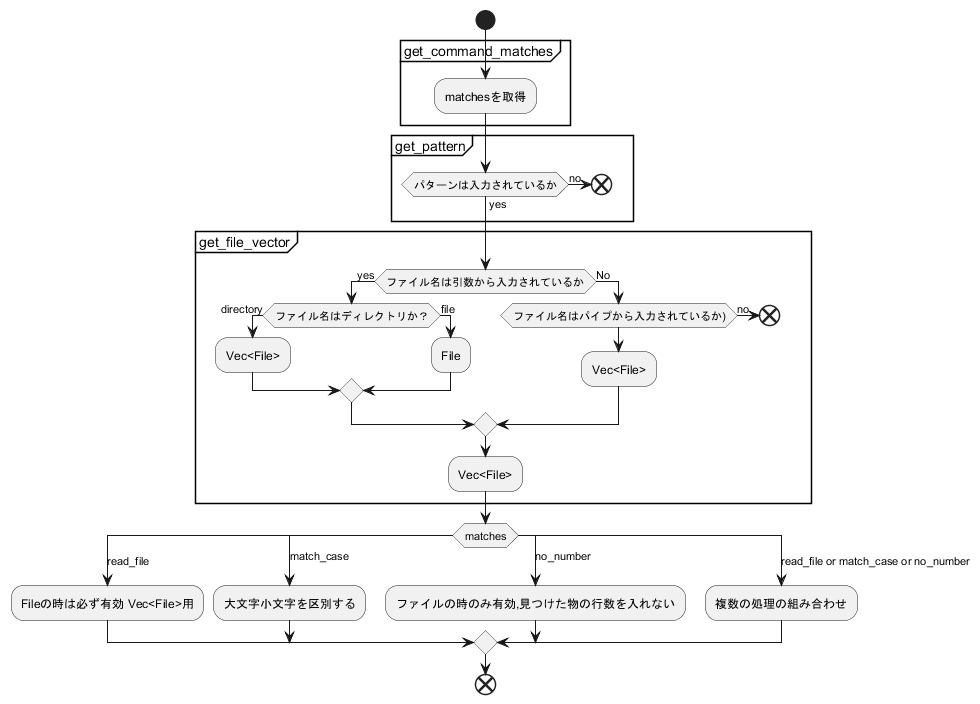 get_command_matches
matchesを取得
get_pattern
パターンは入力されているか
no
yes
get_file_vector
ファイル名は引数から入力されているか
yes
No
ファイル名はディレクトリか？
directory
file
ファイル名はパイプから入力されているか)
no
Vec<File>
File
Vec<File>
Vec<File>
matches
read_file
match_case
no_number
read_file or match_case or no_number
Fileの時は必ず有効 Vec<File>用
大文字小文字を区別する
ファイルの時のみ有効,見つけた物の行数を入れない
複数の処理の組み合わせ